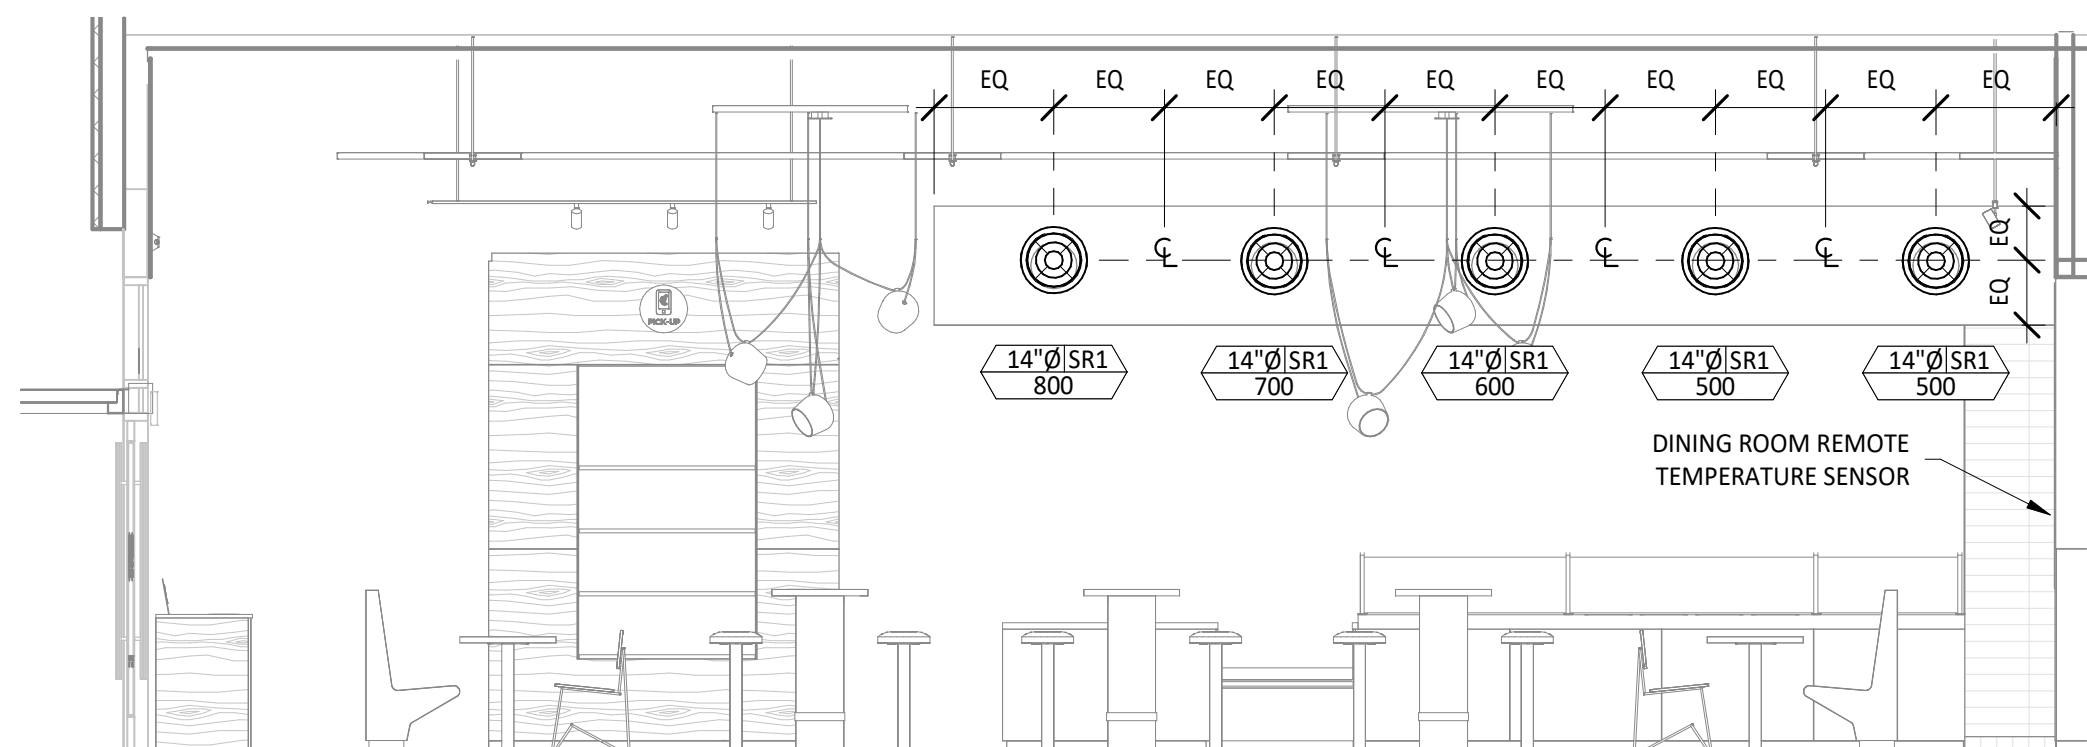 EQ EQ EQ EQ EQ EQ EQ EQ EQ EQ
EQ
EQ
℄ ℄ ℄ ℄
PICK-UP
14"Ø SR1
800
14"Ø SR1
700
14"Ø SR1
600
14"Ø SR1
500
14"Ø SR1
500
DINING ROOM REMOTE
TEMPERATURE SENSOR